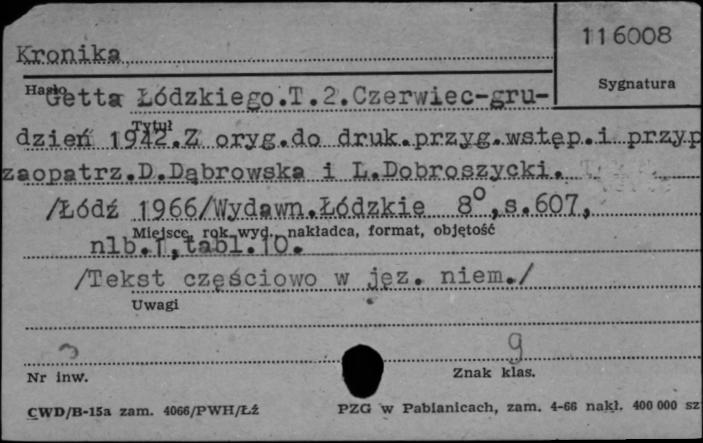 116008
Kronika
Hasło
Sygnatura
Getta Łódzkiego.T.2.Czerwiec-gru-
Tytuł
dzień 1942.Z oryg.do druk.przyg.wstęp.i przyp
zaopatrz.D.Dąbrowska i L.Dobroszycki.
/Łódź 1966/Wydawn.Łódzkie 8°,s.607,
Miejsce, rok wyd., nakładca, format, objętość
nlb.1,tabl.10.
/Tekst częściowo w jęz. niem./
Uwagi
9
Nr inw.
Znak klas.
CWD/B-15a zam. 4066/PWH/Łź
PZG w Pabianicach, zam. 4-66 nakł. 400 000 sz